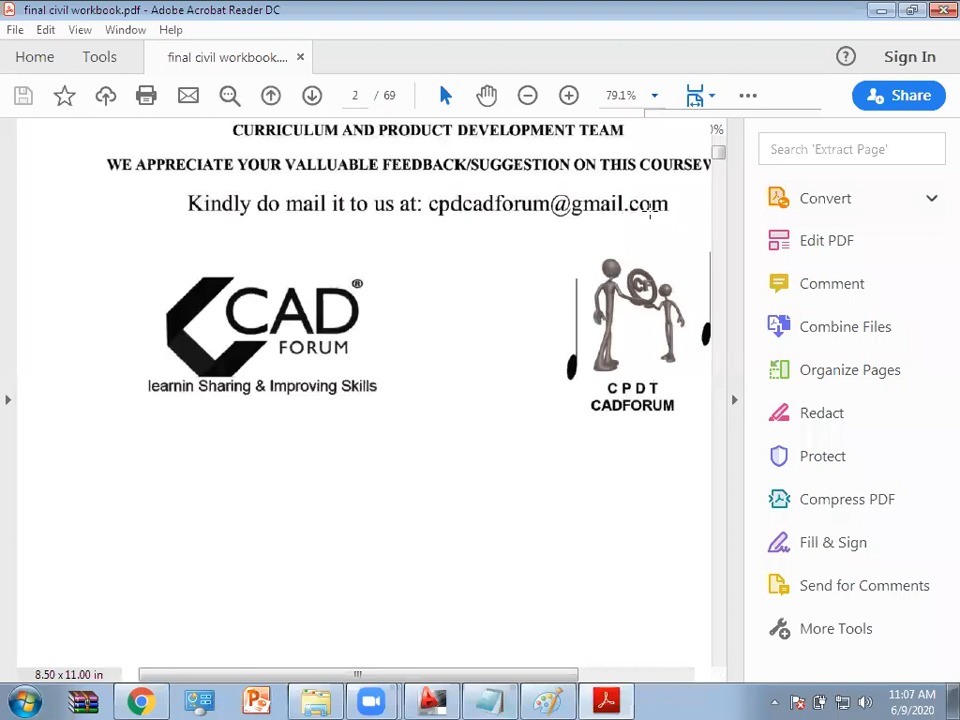 final civil workbook.pdf - Adobe Acrobat Reader DC
File Edit View Window Help
Home Tools final civil workbook.... × ? Sign In
2 / 69 79.1% Share
CURRICULUM AND PRODUCT DEVELOPMENT TEAM
WE APPRECIATE YOUR VALLUABLE FEEDBACK/SUGGESTION ON THIS COURSEV
Kindly do mail it to us at: cpdcadforum@gmail.com
CAD®
FORUM
learnin Sharing & Improving Skills
CF
C P D T
CADFORUM
8.50 x 11.00 in
Search 'Extract Page'
Convert
Edit PDF
Comment
Combine Files
Organize Pages
Redact
Protect
Compress PDF
Fill & Sign
Send for Comments
More Tools
11:07 AM
6/9/2020